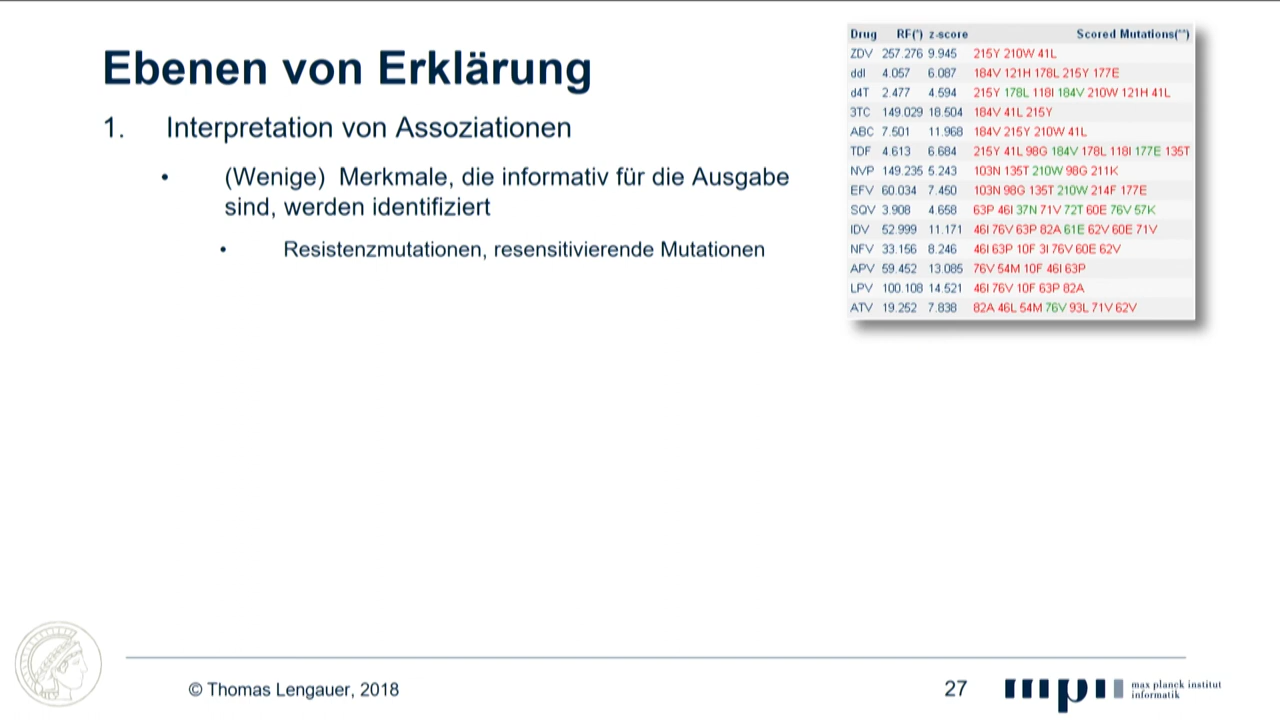 Ebenen von Erklärung
1. Interpretation von Assoziationen
• (Wenige) Merkmale, die informativ für die Ausgabe
sind, werden identifiziert
• Resistenzmutationen, resensitivierende Mutationen
Drug RF(*) z-score Scored Mutations(**)
ZDV 257.276 9.945 215Y 210W 41L
ddI 4.057 6.087 184V 121H 178L 215Y 177E
d4T 2.477 4.594 215Y 178L 118I 184V 210W 121H 41L
3TC 149.029 18.504 184V 41L 215Y
ABC 7.501 11.968 184V 215Y 210W 41L
TDF 4.613 6.684 215Y 41L 98G 184V 178L 118I 177E 135T
NVP 149.235 5.243 103N 135T 210W 98G 211K
EFV 60.034 7.450 103N 98G 135T 210W 214F 177E
SQV 3.908 4.658 63P 46I 37N 71V 72T 60E 76V 57K
IDV 52.999 11.171 46I 76V 63P 82A 61E 62V 60E 71V
NFV 33.156 8.246 46I 63P 10F 3I 76V 60E 62V
APV 59.452 13.085 76V 54M 10F 46I 63P
LPV 100.108 14.521 46I 76V 10F 63P 82A
ATV 19.252 7.838 82A 46L 54M 76V 93L 71V 62V
© Thomas Lengauer, 2018
27
mpii max planck institut
informatik